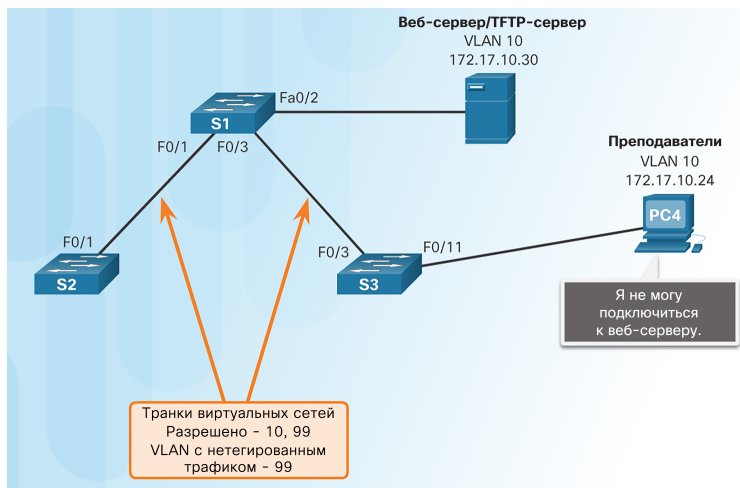 Веб-сервер/TFTP-сервер
VLAN 10
172.17.10.30
Fa0/2
S1
F0/1
F0/3
Преподаватели
VLAN 10
172.17.10.24
PC4
F0/1
S2
F0/3
F0/11
S3
Я не могу
подключиться
к веб-серверу.
Транки виртуальных сетей
Разрешено - 10, 99
VLAN с нетегированным
трафиком - 99